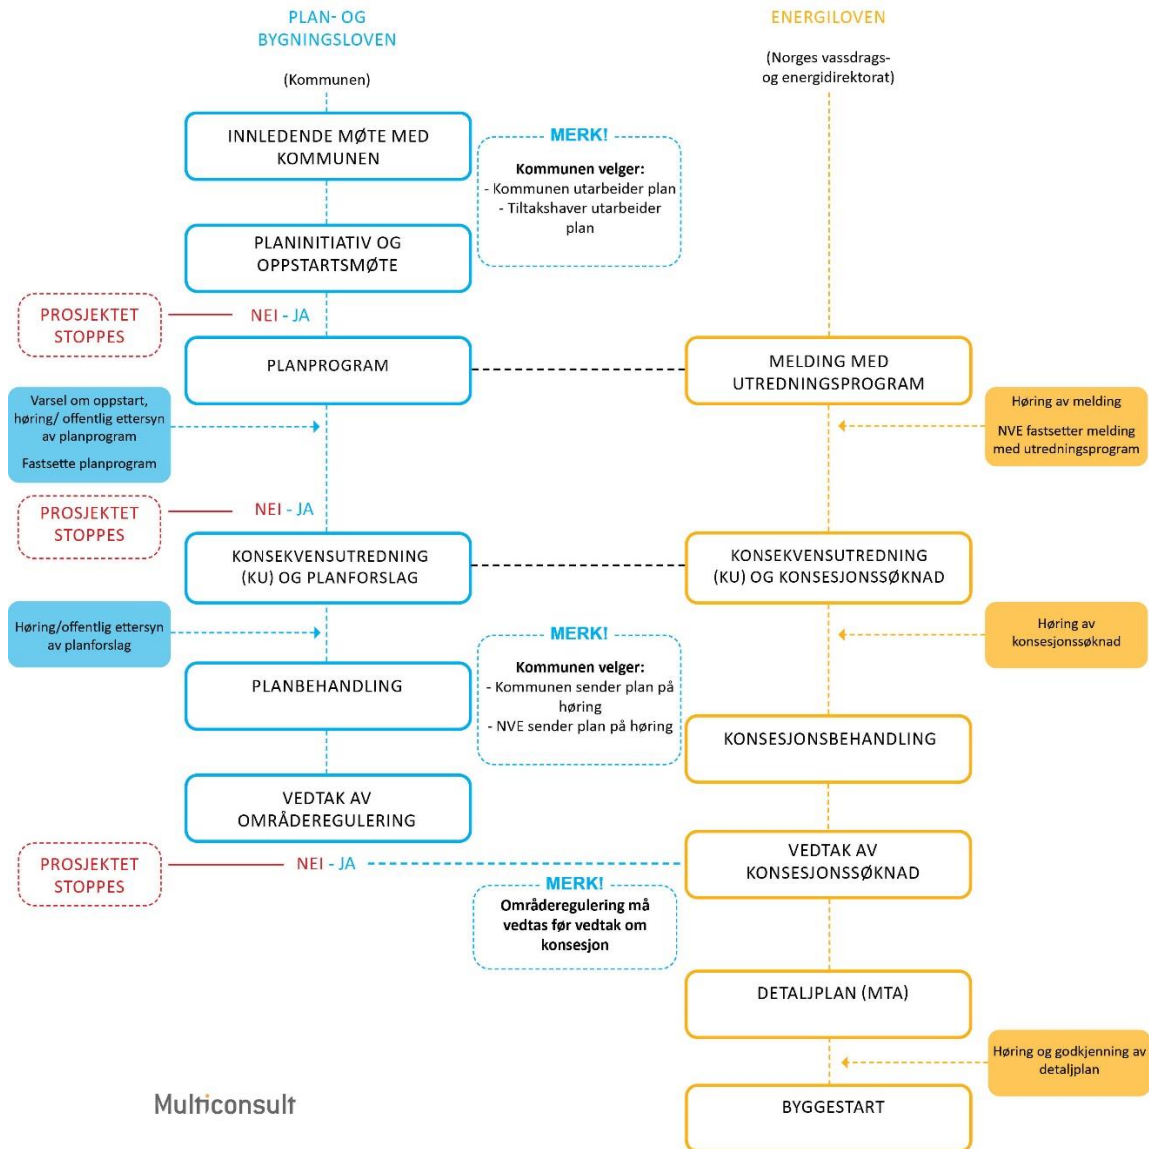 PLAN- OG
BYGNINGSLOVEN
(Kommunen)
ENERGILOVEN
(Norges vassdrags-
og energidirektorat)
INNLEDENDE MØTE MED
KOMMUNEN
MERK!
Kommunen velger:
- Kommunen utarbeider plan
- Tiltakshaver utarbeider
plan
PLANINITIATIV OG
OPPSTARTSMØTE
PROSJEKTET
STOPPES
NEI - JA
PLANPROGRAM
MELDING MED
UTREDNINGSPROGRAM
Varsel om oppstart,
høring/ offentlig ettersyn
av planprogram
Fastsette planprogram
Høring av melding
NVE fastsetter melding
med utredningsprogram
PROSJEKTET
STOPPES
NEI - JA
KONSEKVENSUTREDNING
(KU) OG PLANFORSLAG
KONSEKVENSUTREDNING
(KU) OG KONSESJONSSØKNAD
Høring/offentlig ettersyn
av planforslag
Høring av
konsesjonssøknad
MERK!
Kommunen velger:
- Kommunen sender plan på
høring
- NVE sender plan på høring
PLANBEHANDLING
KONSESJONSBEHANDLING
VEDTAK AV
OMRÅDEREGULERING
PROSJEKTET
STOPPES
NEI - JA
VEDTAK AV
KONSESJONSSØKNAD
MERK!
Områderegulering må
vedtas før vedtak om
konsesjon
DETALJPLAN (MTA)
Høring og godkjenning av
detaljplan
BYGGESTART
Multiconsult